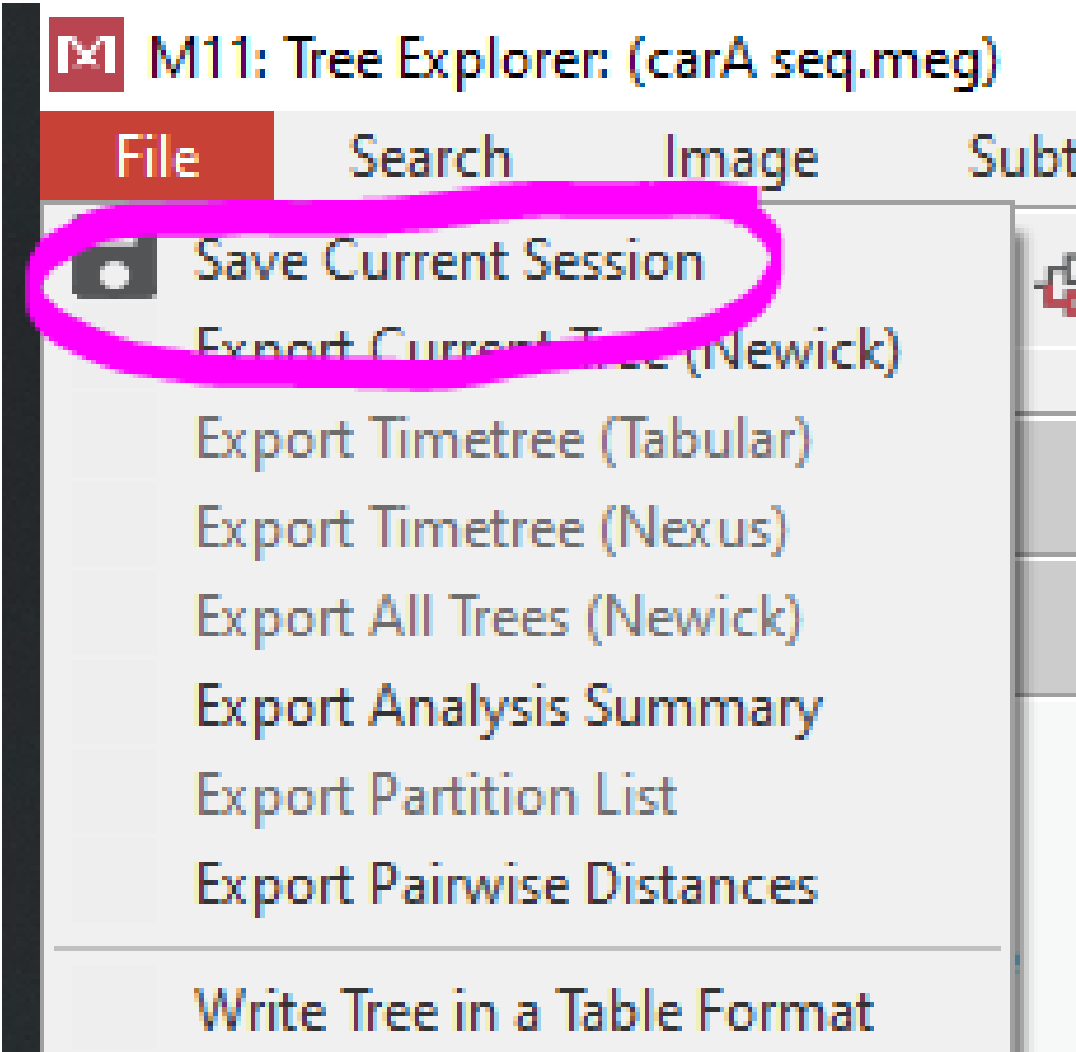 M11: Tree Explorer: (carA seq.meg)
File Search Image Subt
Save Current Session
Export Current Tree (Newick)
Export Timetree (Tabular)
Export Timetree (Nexus)
Export All Trees (Newick)
Export Analysis Summary
Export Partition List
Export Pairwise Distances
Write Tree in a Table Format